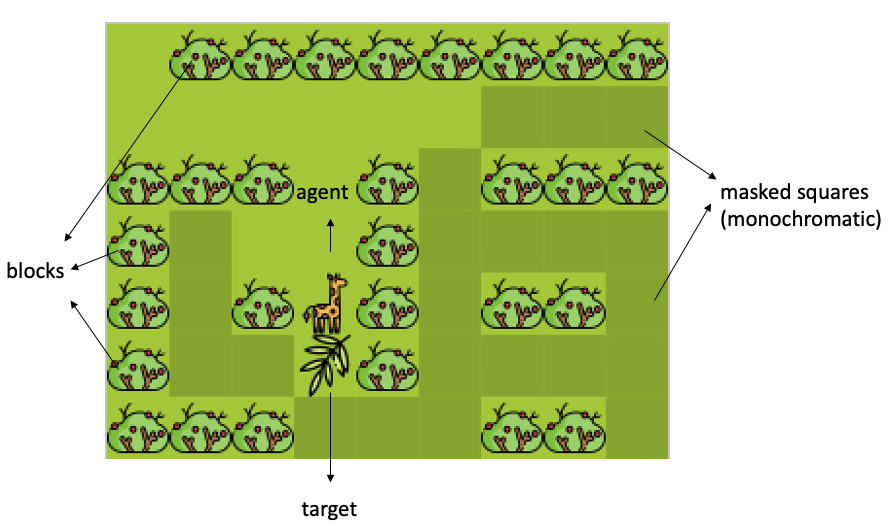 agent
masked squares
(monochromatic)
blocks
target